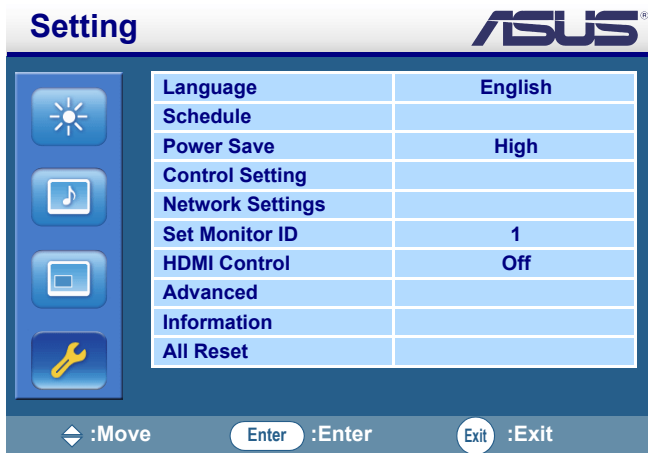 Setting
ASUS®
Language English
Schedule
Power Save High
Control Setting
Network Settings
Set Monitor ID 1
HDMI Control Off
Advanced
Information
All Reset
:Move Enter :Enter Exit :Exit